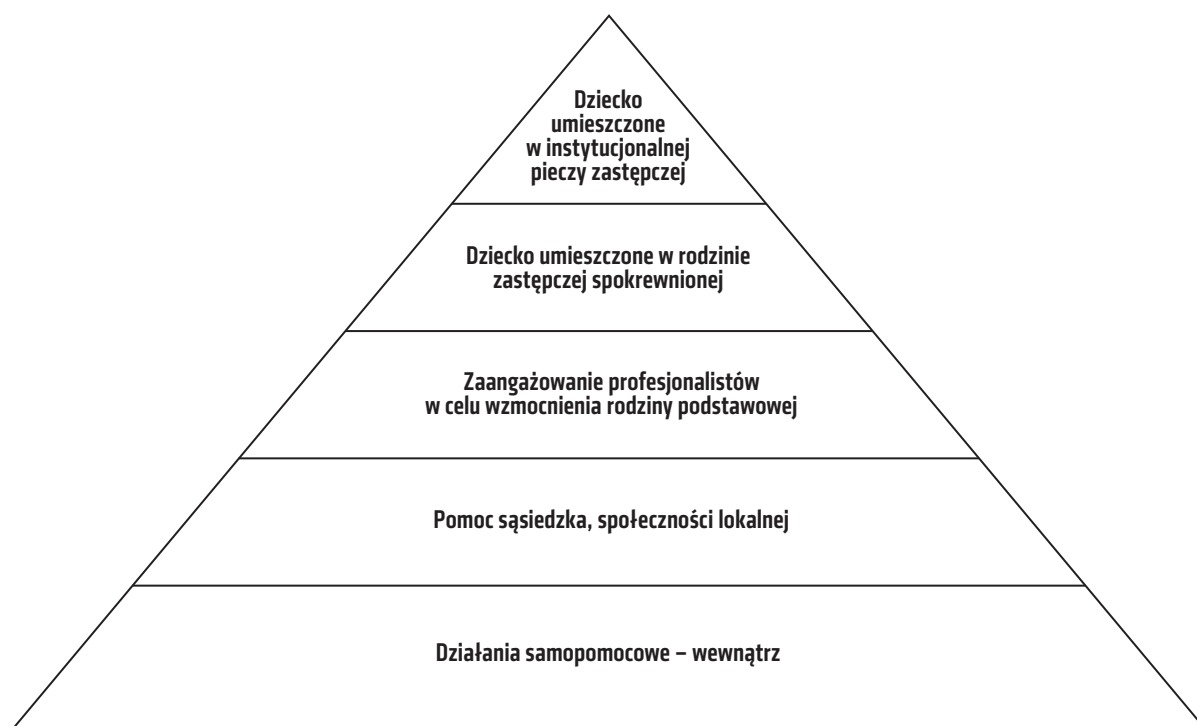 Dziecko
umieszczone
w instytucjonalnej
pieczy zastępczej
Dziecko umieszczone w rodzinie
zastępczej spokrewnionej
Zaangażowanie profesjonalistów
w celu wzmocnienia rodziny podstawowej
Pomoc sąsiedzka, społeczności lokalnej
Działania samopomocowe – wewnątrz